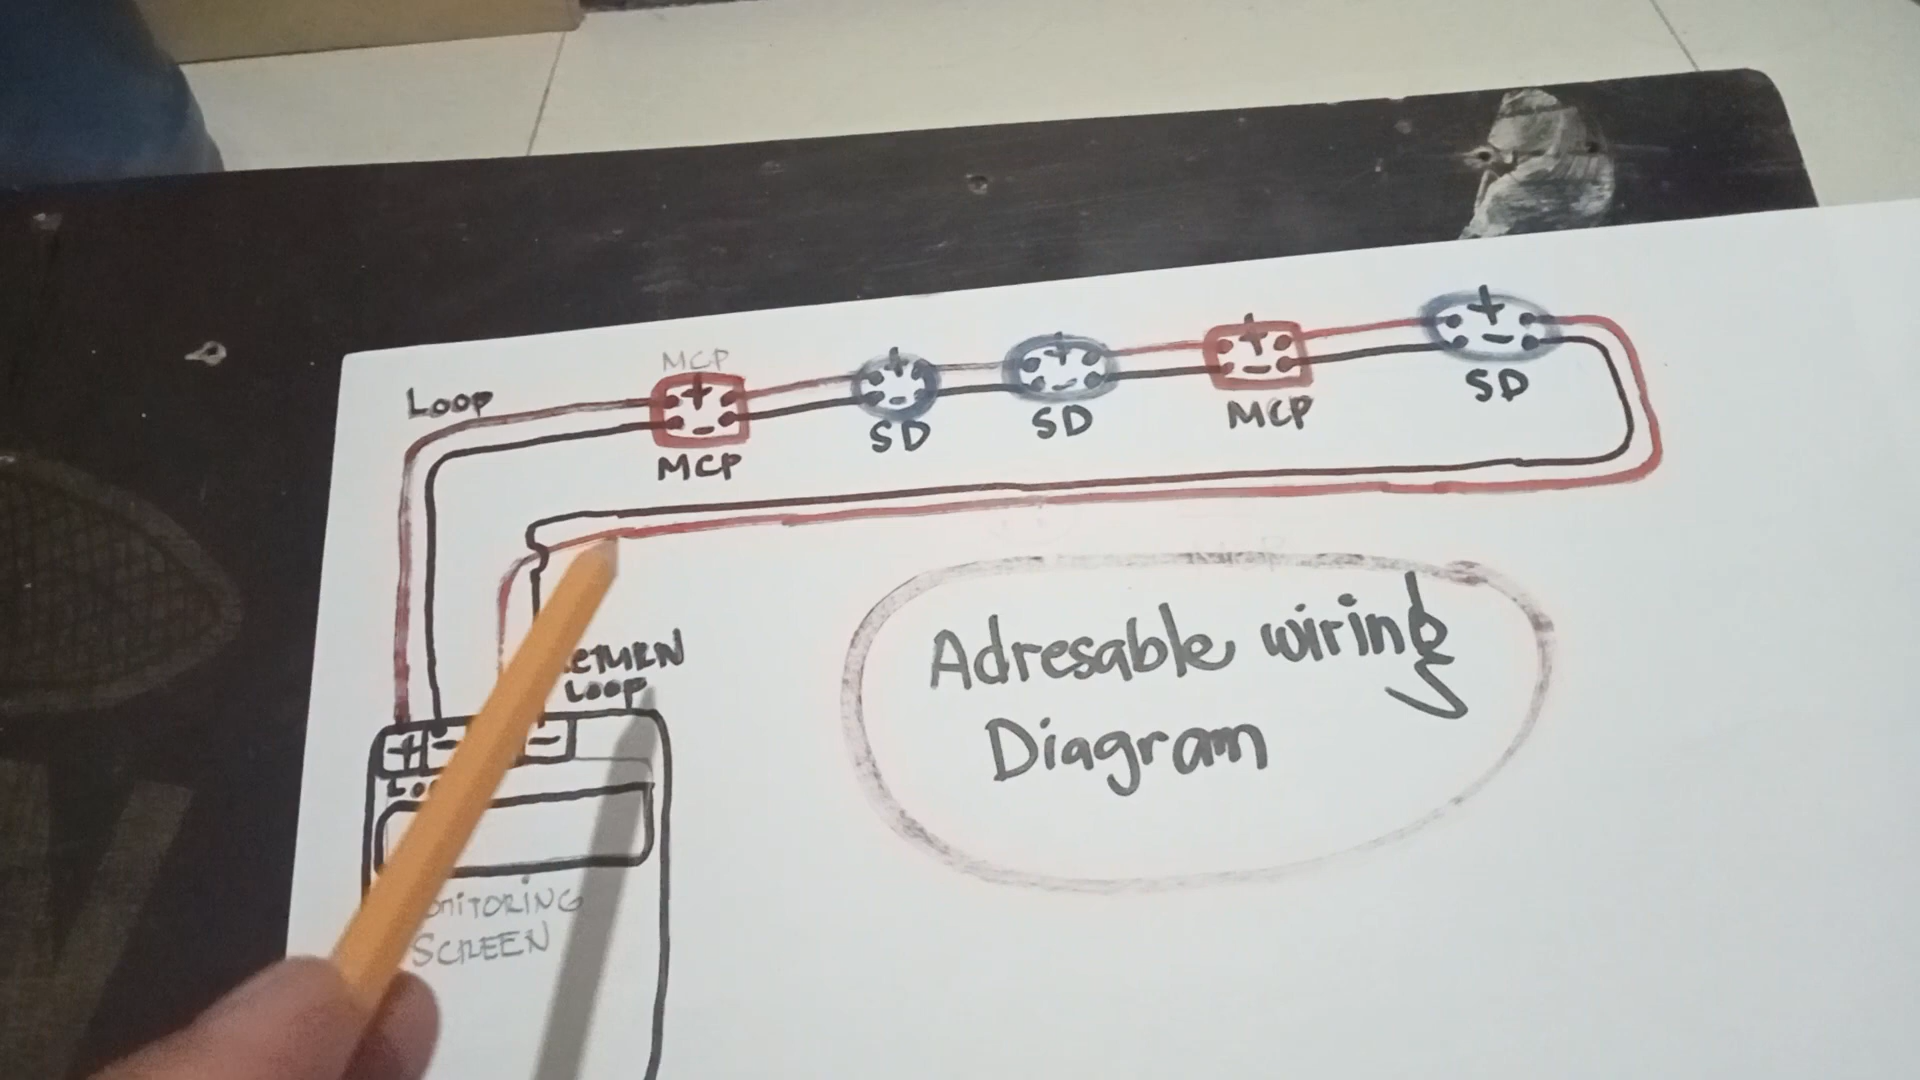 MCP
Loop
+
+
+
+
+
-
-
-
-
-
MCP
SD
SD
MCP
SD
Adresable wiring
Diagram
LOOP
+ - -
SCREEN